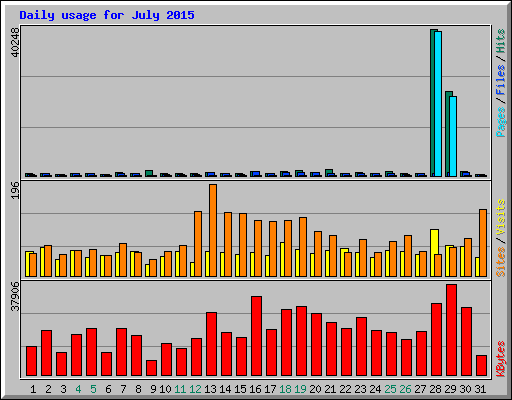 Daily usage for July 2015
40248
196
37906
Pages / Files / Hits
Sites / Visits
KBytes
1 2 3 4 5 6 7 8 9 10 11 12 13 14 15 16 17 18 19 20 21 22 23 24 25 26 27 28 29 30 31